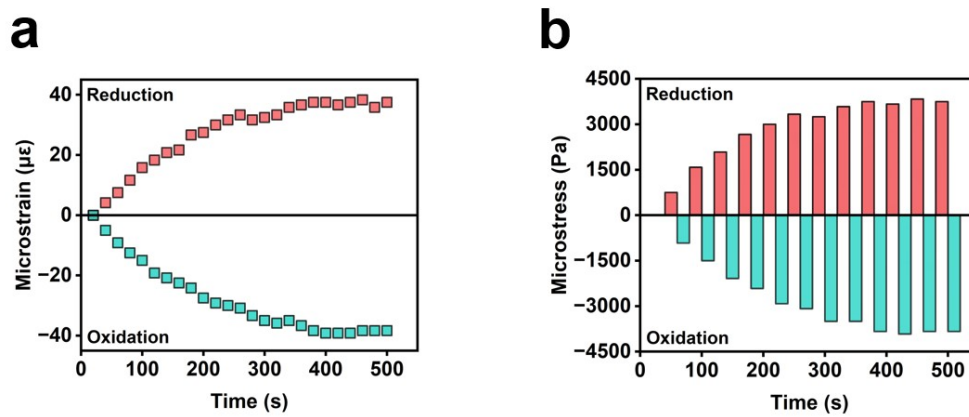 a
Reduction
Oxidation
40
20
0
−20
−40
Microstrain (με)
0 100 200 300 400 500
Time (s)
b
Reduction
Oxidation
4500
3000
1500
0
−1500
−3000
−4500
Microstress (Pa)
0 100 200 300 400 500
Time (s)